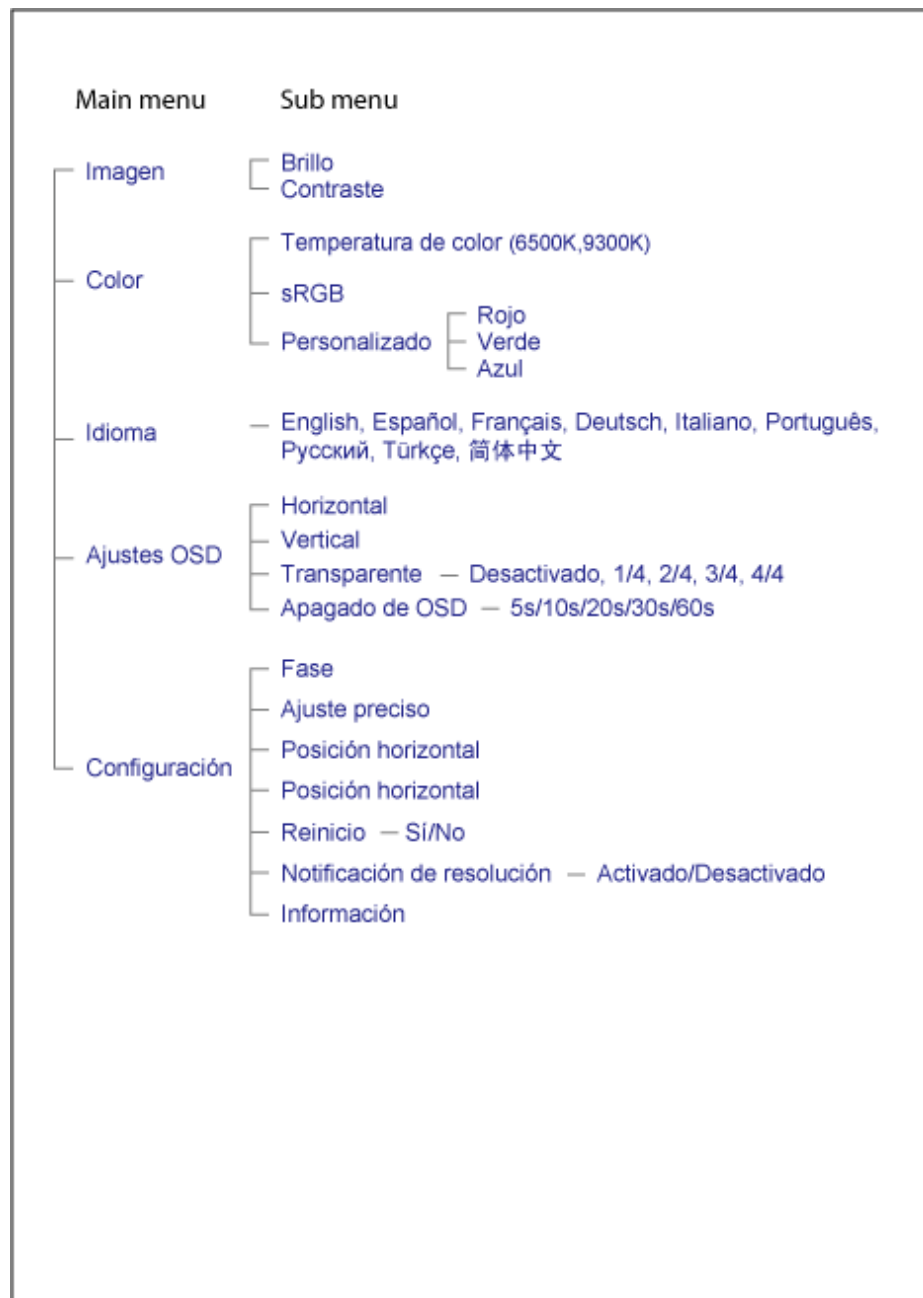 Main menu Sub menu
Imagen
Brillo
Contraste
Color
Temperatura de color (6500K,9300K)
sRGB
Personalizado
Rojo
Verde
Azul
Idioma
English, Español, Français, Deutsch, Italiano, Português,
Русский, Türkçe, 简体中文
Ajustes OSD
Horizontal
Vertical
Transparente — Desactivado, 1/4, 2/4, 3/4, 4/4
Apagado de OSD — 5s/10s/20s/30s/60s
Configuración
Fase
Ajuste preciso
Posición horizontal
Posición horizontal
Reinicio — Sí/No
Notificación de resolución — Activado/Desactivado
Información